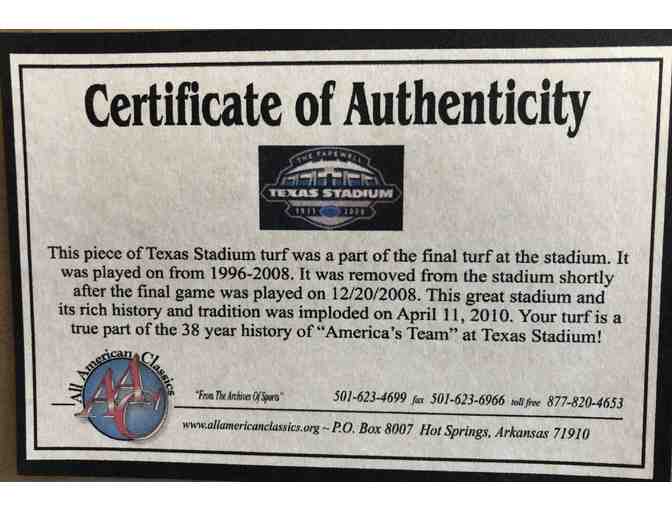 Certificate of Authenticity
THE FAREWELL
TEXAS STADIUM
1971 2008
This piece of Texas Stadium turf was a part of the final turf at the stadium. It
was played on from 1996-2008. It was removed from the stadium shortly
after the final game was played on 12/20/2008. This great stadium and
its rich history and tradition was imploded on April 11, 2010. Your turf is a
true part of the 38 year history of “America's Team” at Texas Stadium!
All American Classics
AAC
"From The Archives Of Sports"
501-623-4699 fax 501-623-6966 toll free 877-820-4653
www.allamericanclassics.org ~ P.O. Box 8007 Hot Springs, Arkansas 71910